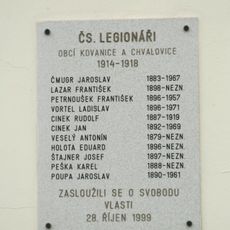 ČS. LEGIONÁŘI
OBCÍ KOVANICE A CHVALOVICE
1914-1918
ČMUGR JAROSLAV 1883-1967
LAZAR FRANTIŠEK 1898-NEZN.
PETRNOUŠEK FRANTIŠEK 1896-1957
VORTEL LADISLAV 1896-1971
CINEK RUDOLF 1887-1919
CINEK JAN 1892-1969
VESELÝ ANTONÍN 1879-NEZN.
HOLOTA EDUARD 1896-NEZN.
ŠTAJNER JOSEF 1897-NEZN.
PEŠKA KAREL 1888-NEZN.
POUPA JAROSLAV 1890-1961
ZASLOUŽILI SE O SVOBODU
VLASTI
28. ŘÍJEN 1999